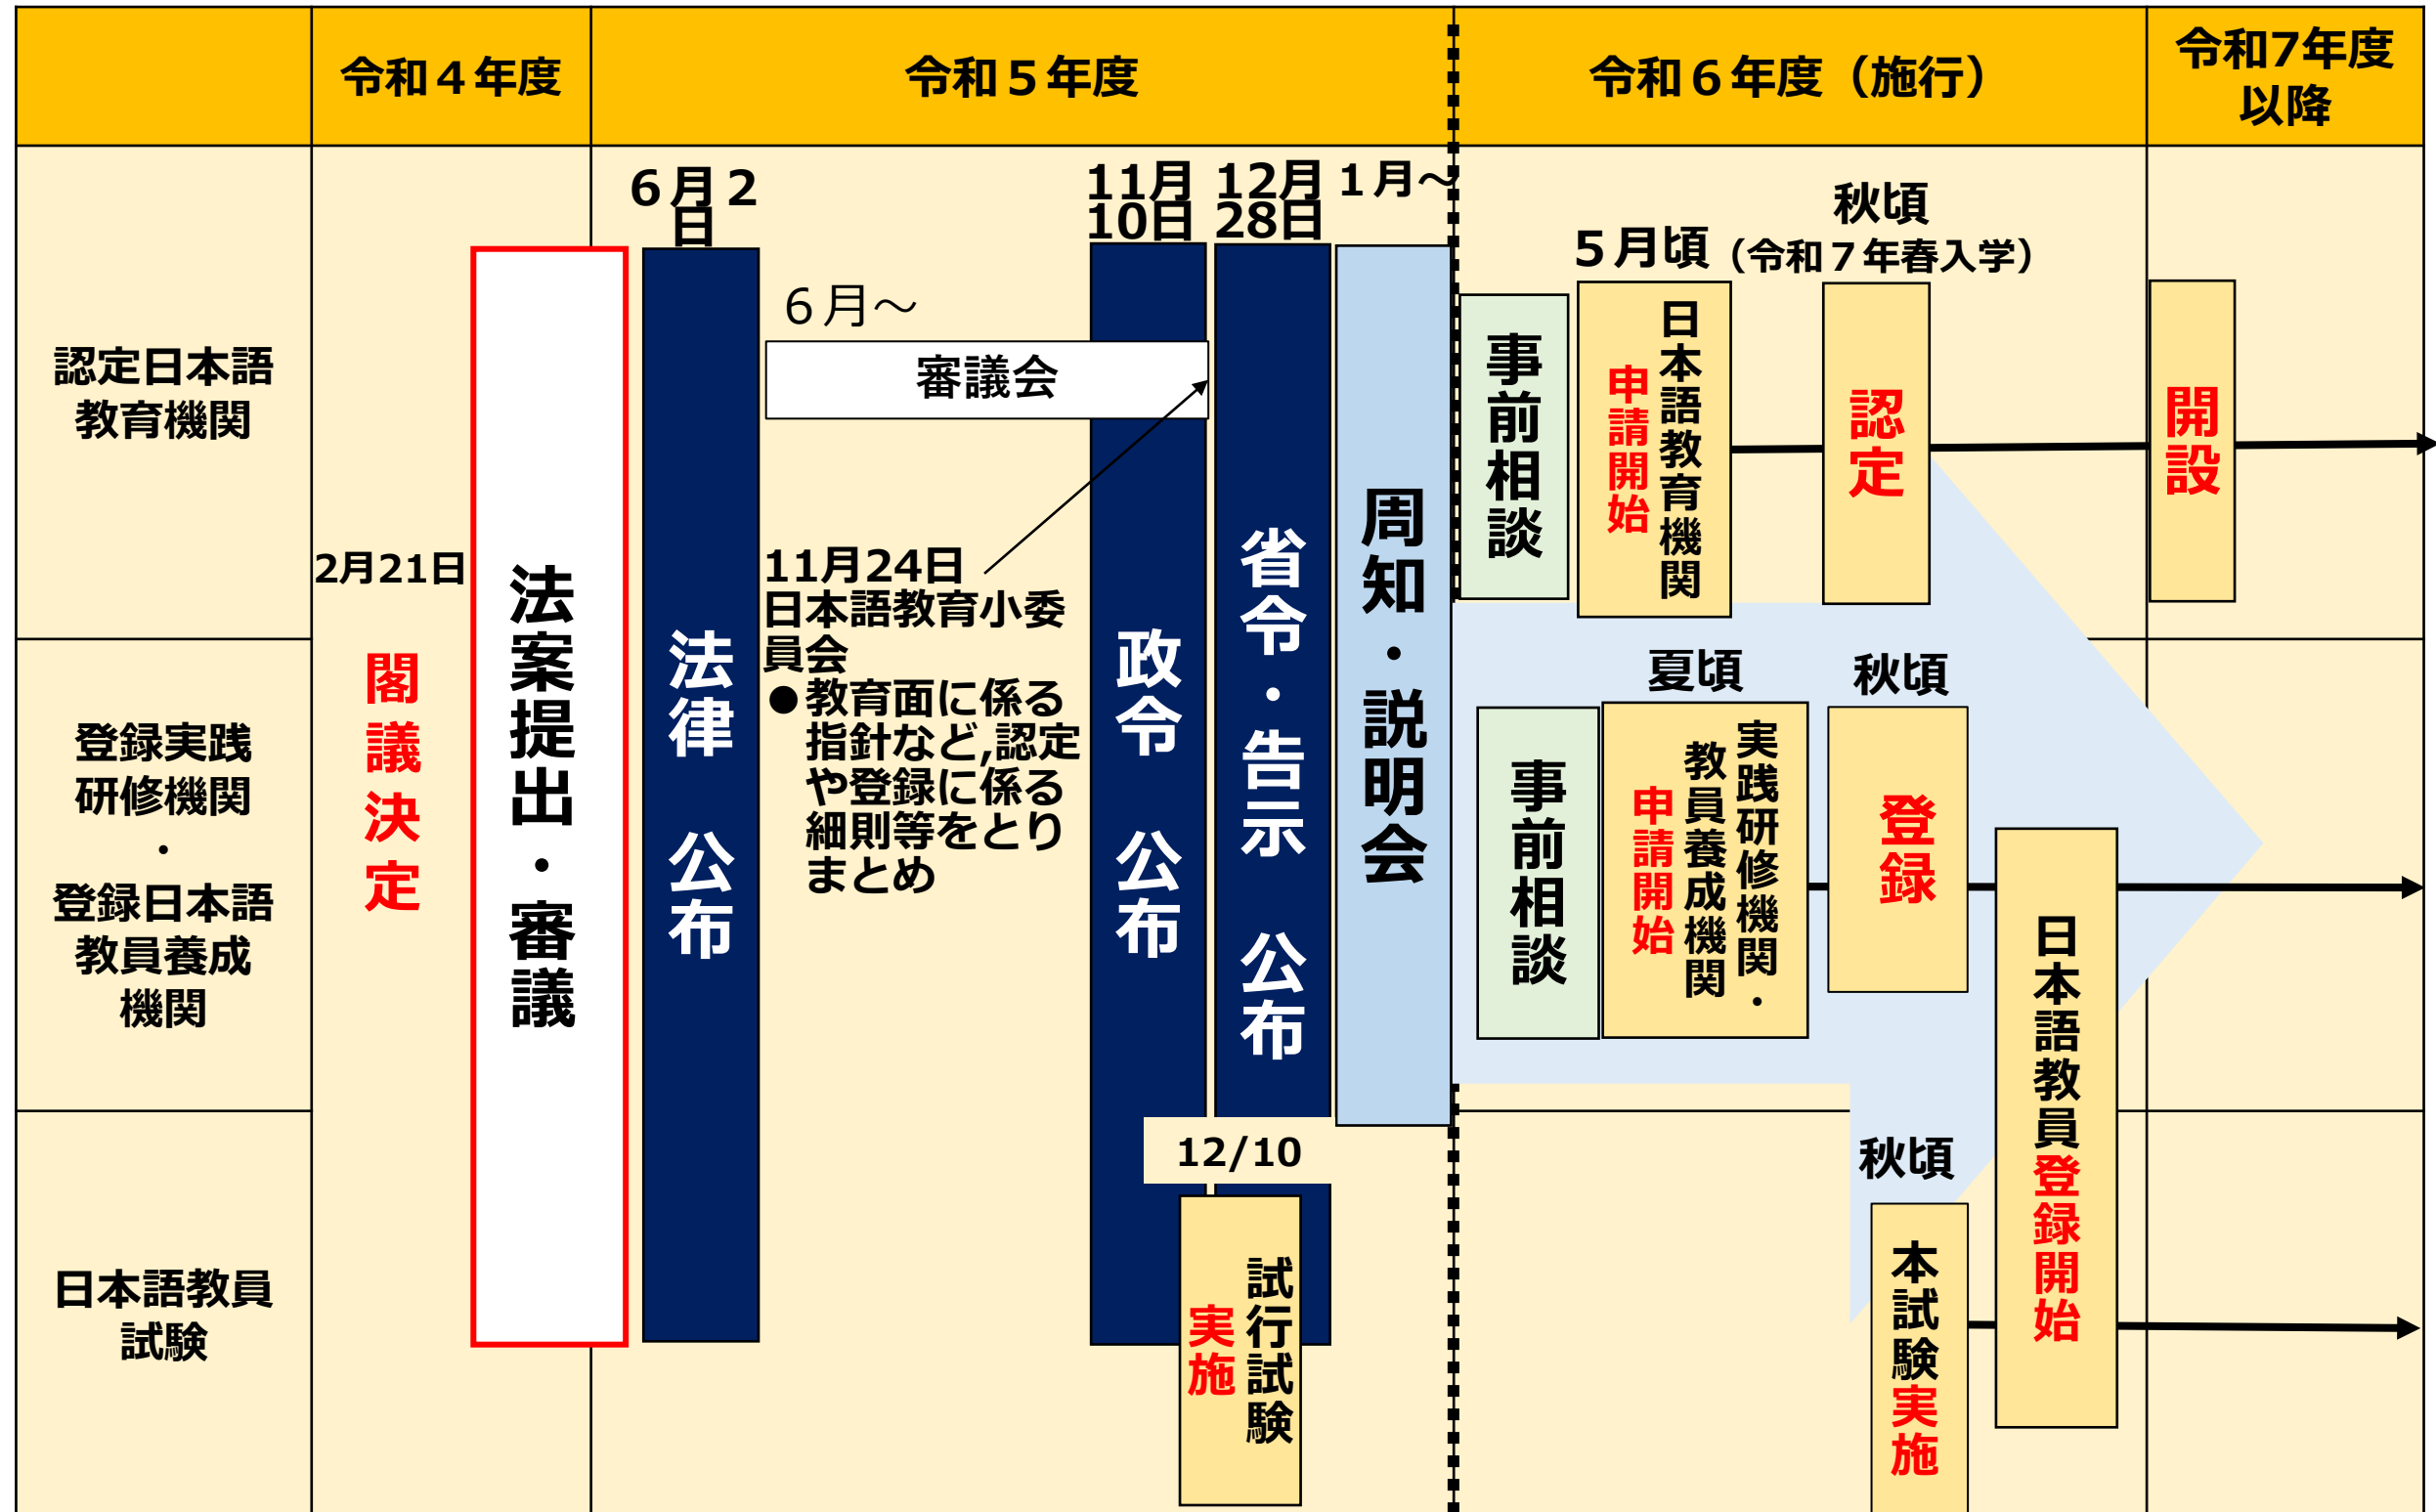 令和４年度
令和５年度
令和６年度（施行）
令和7年度
以降
認定日本語
教育機関
登録実践
研修機関
・
登録日本語
教員養成
機関
日本語教員
試験
2月21日
閣議決定
法案提出・審議
６月２
日
法律　公布
６月～
審議会
11月24日
日本語教育小委
員会
●教育面に係る
指針など,認定
や登録に係る
細則等をとり
まとめ
11月
10日
政令　公布
12月
28日
省令・告示　公布
１月～
周知・説明会
12/10
試行試験
実施
事前相談
５月頃
日本語教育機関
申請開始
秋頃
（令和７年春入学）
認定
開設
事前相談
夏頃
実践研修機関・
教員養成機関
申請開始
秋頃
登録
日本語教員登録開始
秋頃
本試験実施